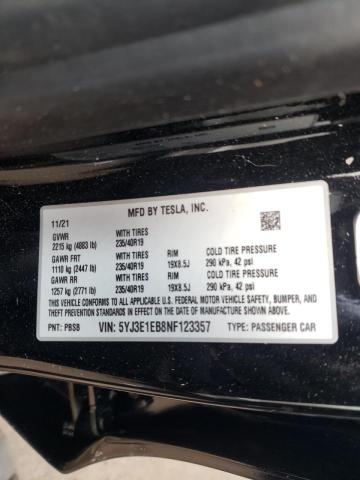 MFD BY TESLA, INC.
11/21
GVWR WITH TIRES
2215 kg (4883 lb) 235/40R19
GAWR FRT WITH TIRES RIM COLD TIRE PRESSURE
1110 kg (2447 lb) 235/40R19 19X8.5J 290 kPa, 42 psi
GAWR RR WITH TIRES RIM COLD TIRE PRESSURE
1257 kg (2771 lb) 235/40R19 19X8.5J 290 kPa, 42 psi
THIS VEHICLE CONFORMS TO ALL APPLICABLE FEDERAL MOTOR VEHICLE SAFETY, BUMPER, AND
THEFT PREVENTION STANDARDS IN EFFECT ON THE DATE OF MANUFACTURE SHOWN ABOVE.
PNT: PBSB VIN: 5YJ3E1EB8NF123357 TYPE: PASSENGER CAR